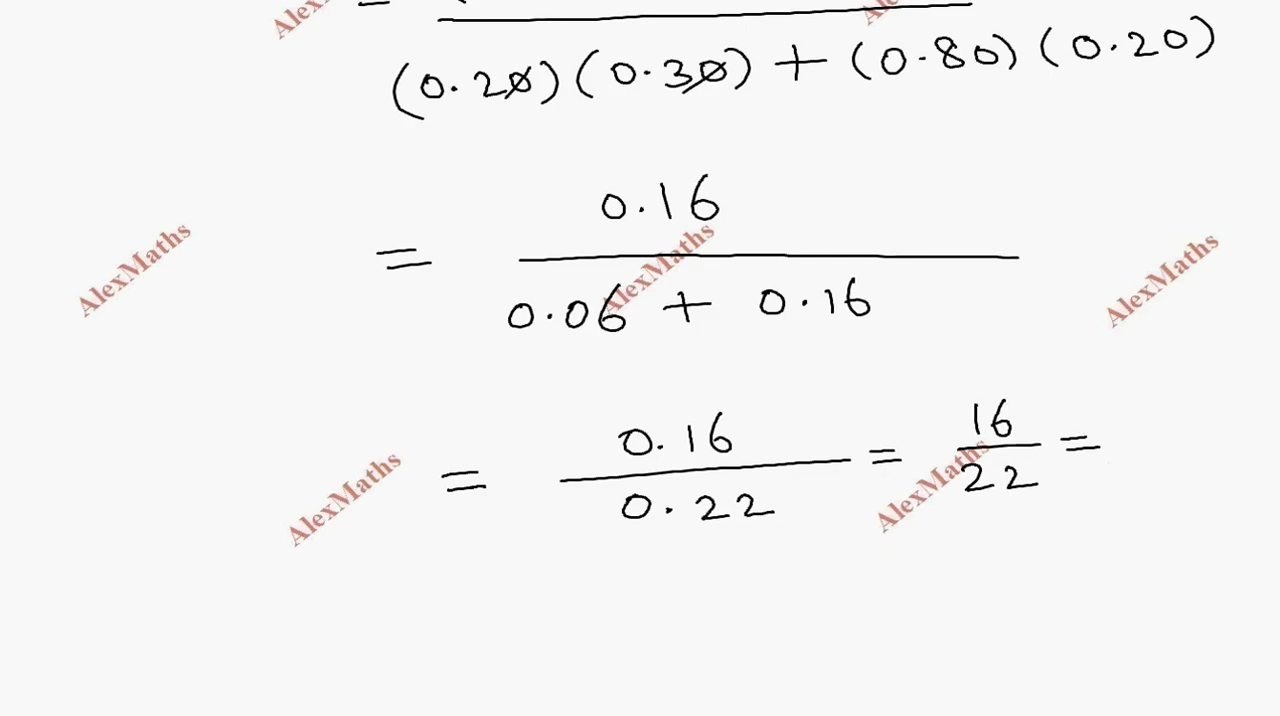 =
(0.20)(0.30) + (0.80)(0.20)
= 0.16
0.06 + 0.16
= 0.16 = 16 =
0.22 22
AlexMaths
AlexMaths
AlexMaths
AlexMaths
AlexMaths
AlexMaths